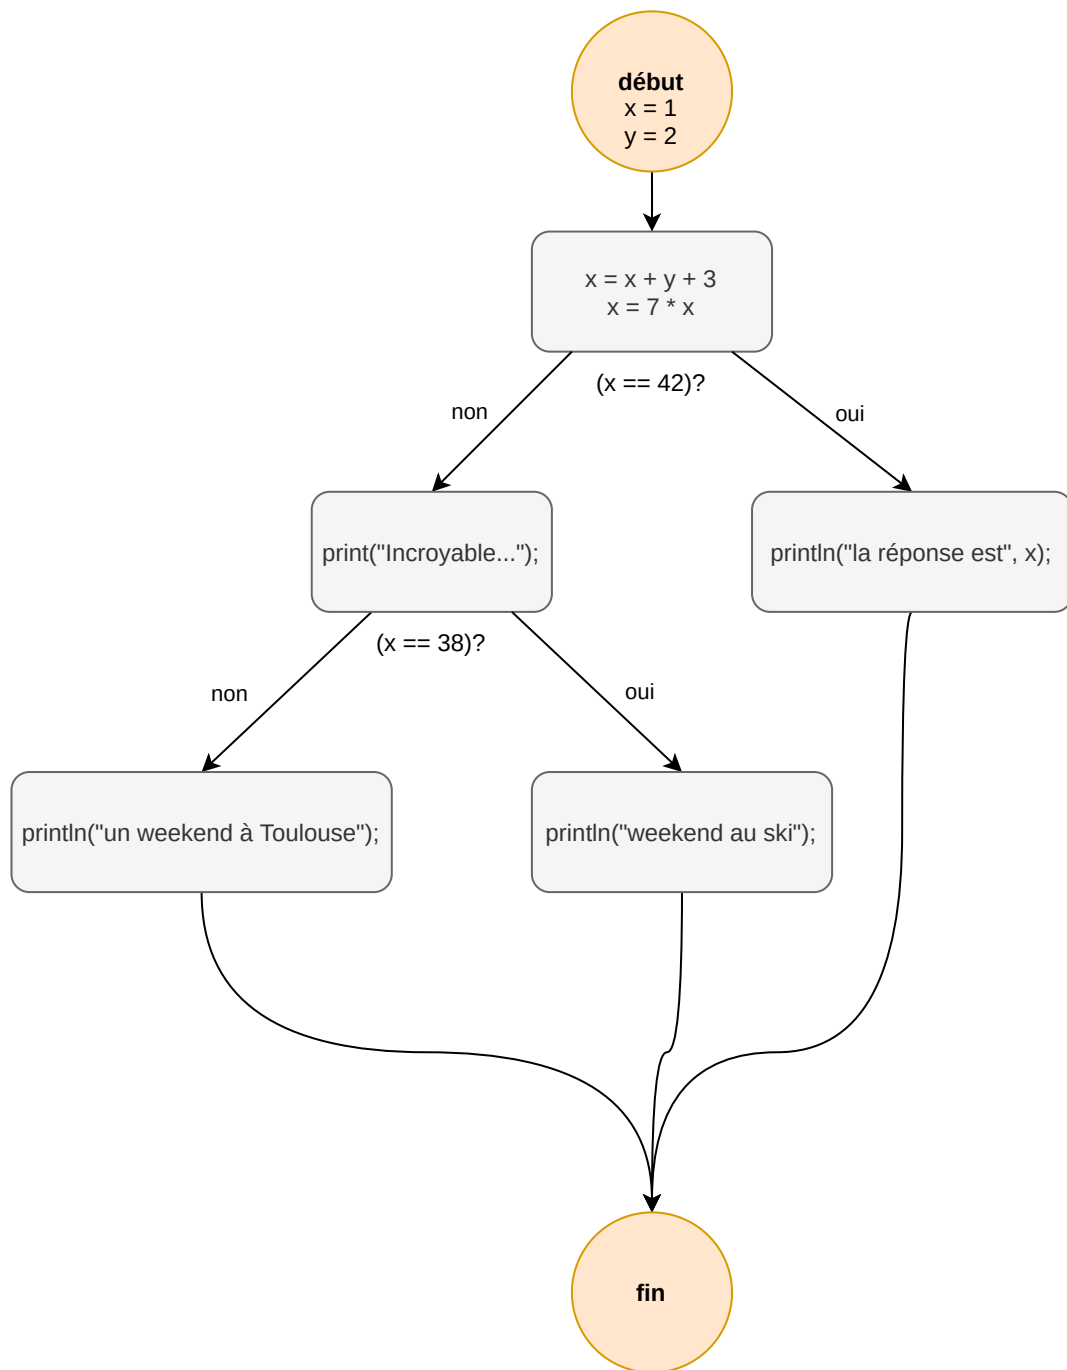 début
x = 1
y = 2
x = x + y + 3
x = 7 * x
(x == 42)?
non
oui
print("Incroyable...");
println("la réponse est", x);
(x == 38)?
non
oui
println("un weekend à Toulouse");
println("weekend au ski");
fin